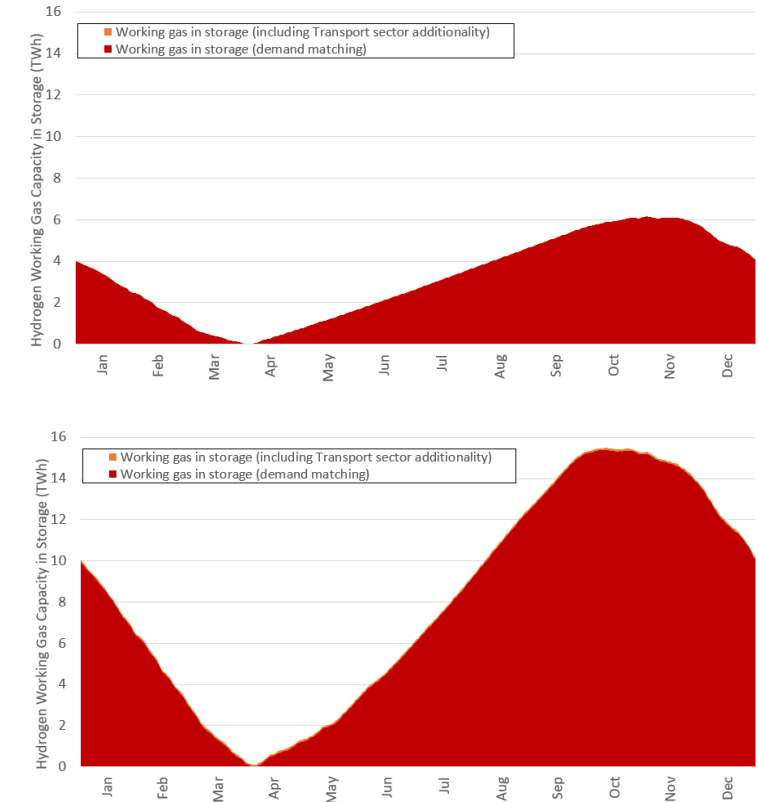 16
14
12
10
8
6
4
2
0
Hydrogen Working Gas Capacity in Storage (TWh)
Working gas in storage (including Transport sector additionality)
Working gas in storage (demand matching)
Jan
Feb
Mar
Apr
May
Jun
Jul
Aug
Sep
Oct
Nov
Dec
16
14
12
10
8
6
4
2
0
Hydrogen Working Gas Capacity in Storage (TWh)
Working gas in storage (including Transport sector additionality)
Working gas in storage (demand matching)
Jan
Feb
Mar
Apr
May
Jun
Jul
Aug
Sep
Oct
Nov
Dec